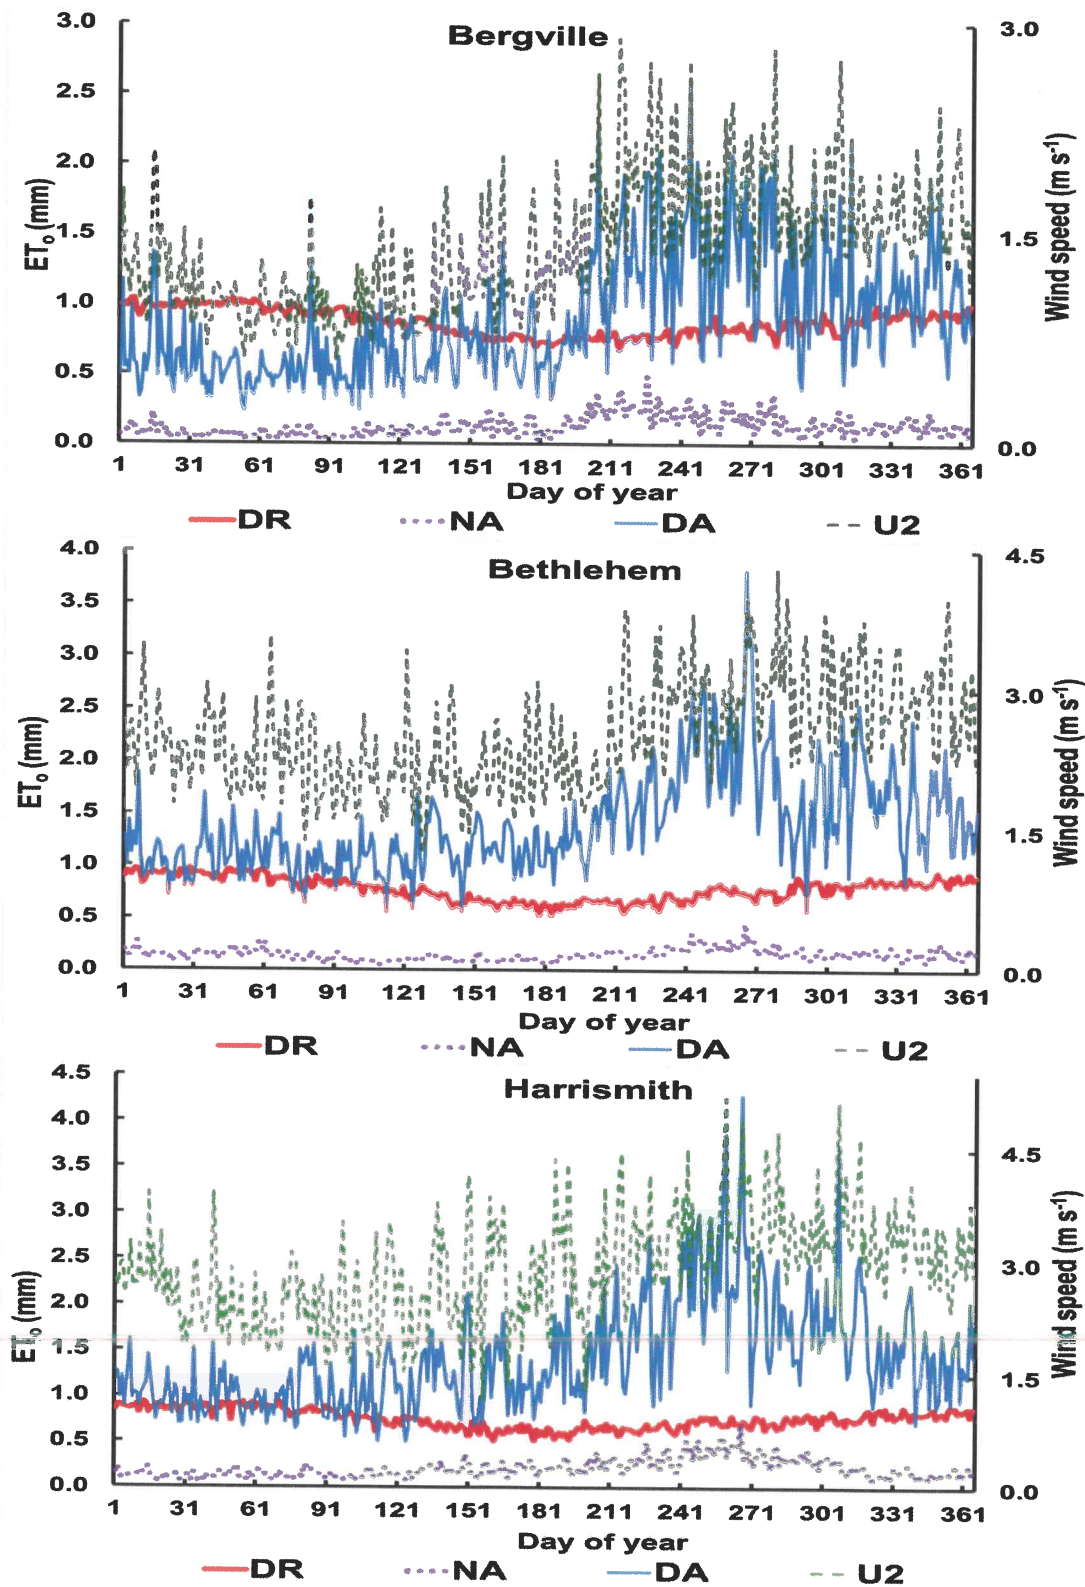 Bergville
ET₀ (mm)
3.0
2.5
2.0
1.5
1.0
0.5
0.0
3.0
1.5
0.0
Wind speed (m s⁻¹)
1 31 61 91 121 151 181 211 241 271 301 331 361
Day of year
DR NA DA U2
Bethlehem
ET₀ (mm)
4.0
3.5
3.0
2.5
2.0
1.5
1.0
0.5
0.0
4.5
3.0
1.5
0.0
Wind speed (m s⁻¹)
1 31 61 91 121 151 181 211 241 271 301 331 361
Day of year
DR NA DA U2
Harrismith
ET₀ (mm)
4.5
4.0
3.5
3.0
2.5
2.0
1.5
1.0
0.5
0.0
4.5
3.0
1.5
0.0
Wind speed (m s⁻¹)
1 31 61 91 121 151 181 211 241 271 301 331 361
Day of year
DR NA DA U2